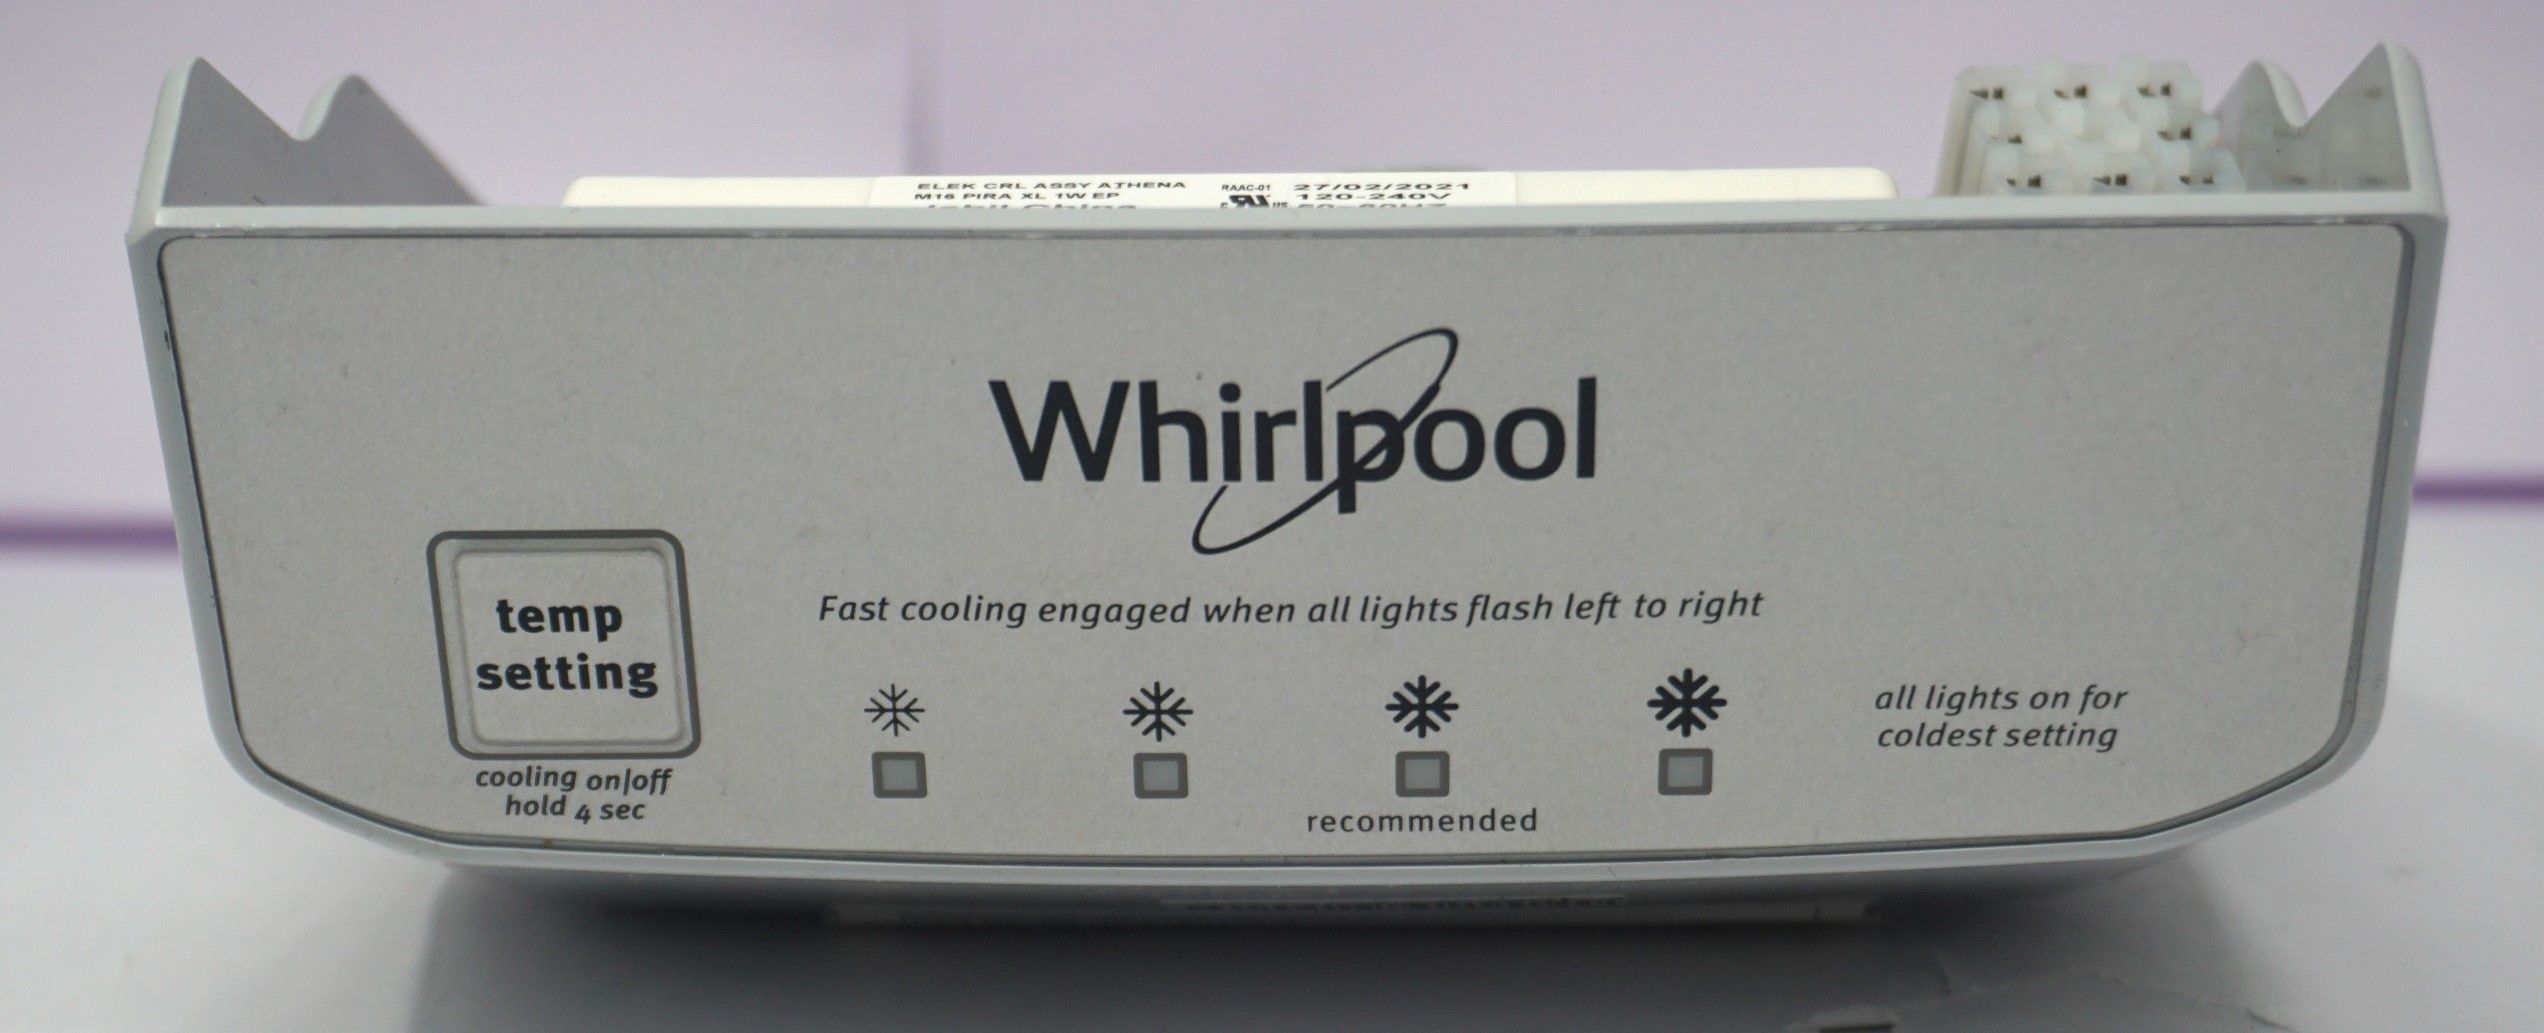 ELEK CRL ASSY ATHENA
M16 PIRA XL 1W EP
RAAC-01
27/02/2021
120-240V
c us
Whirlpool
Fast cooling engaged when all lights flash left to right
temp
setting
cooling on|off
hold 4 sec
recommended
all lights on for
coldest setting